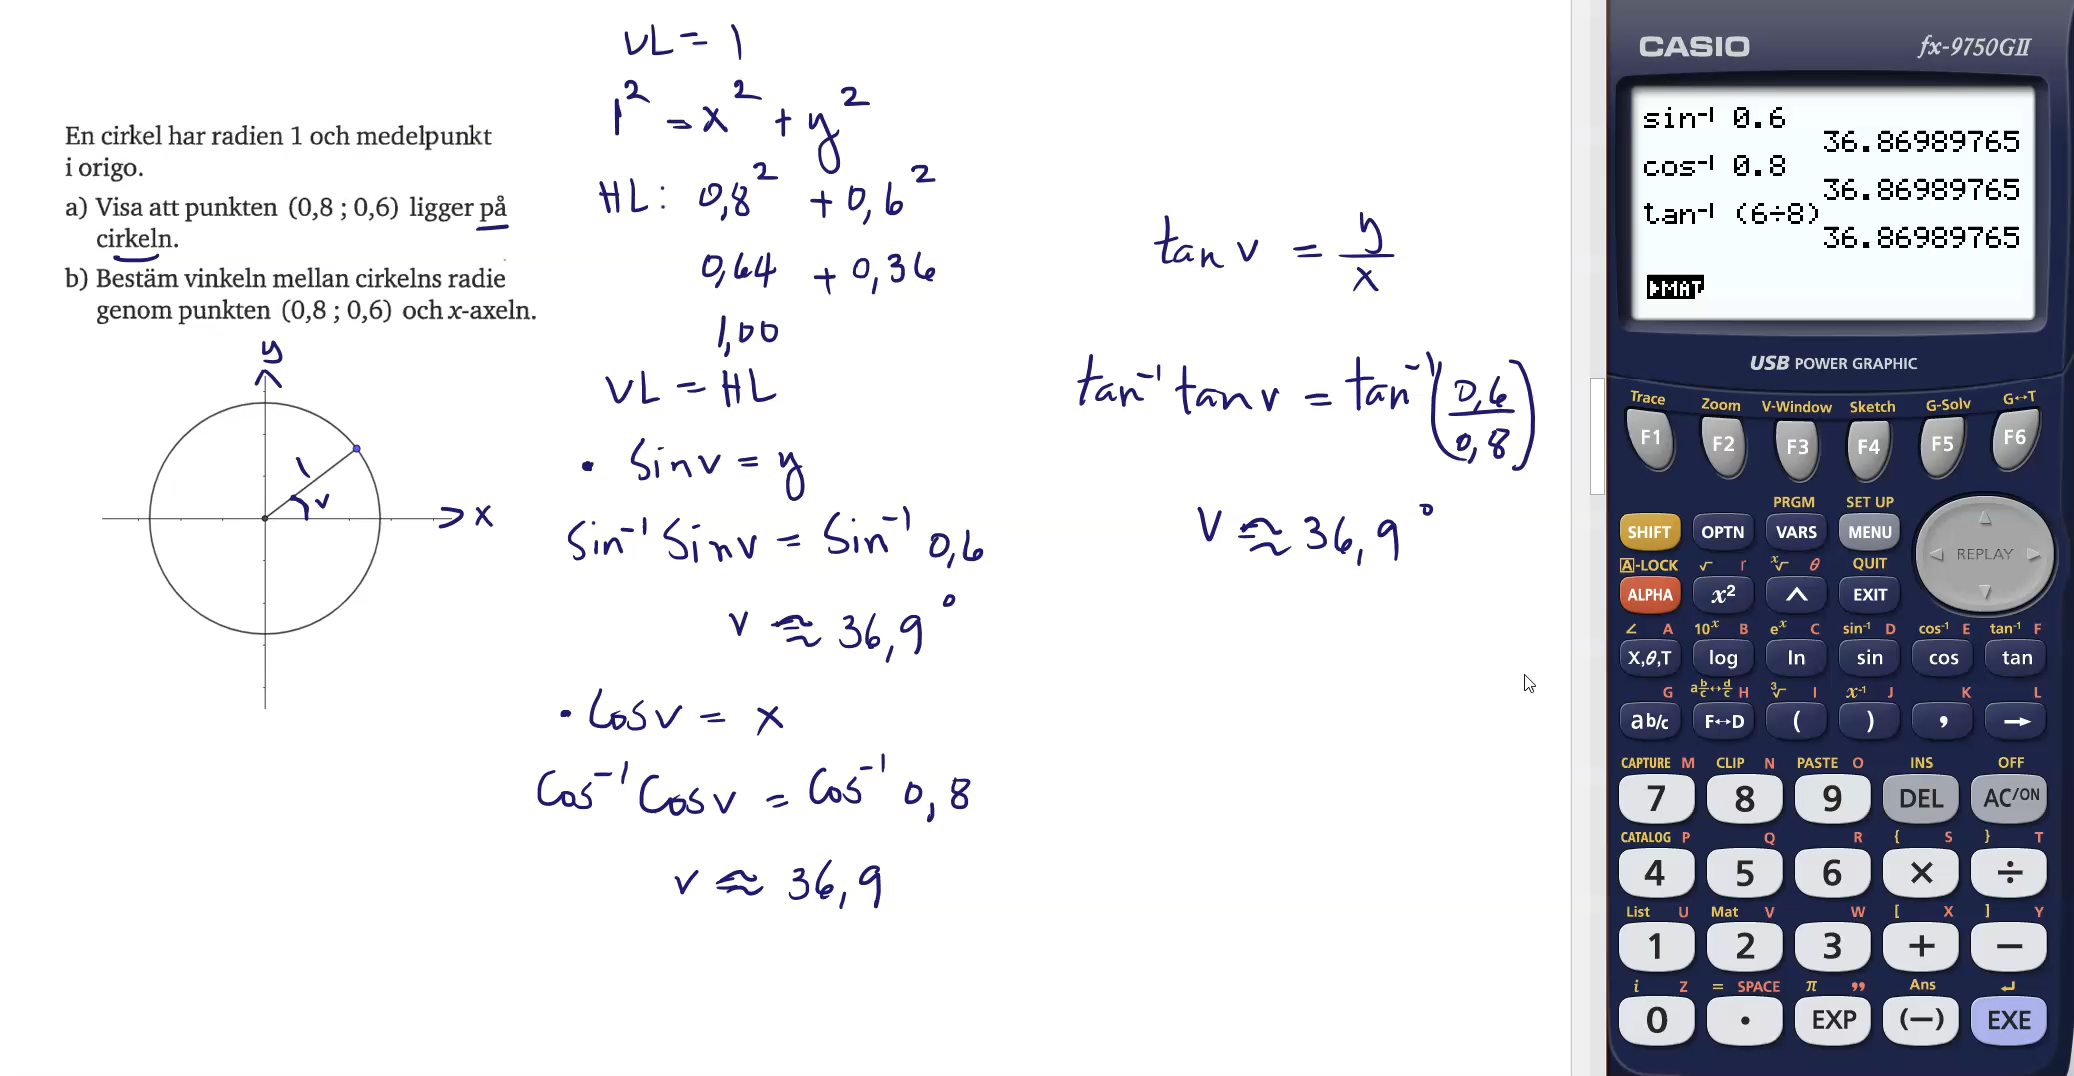 En cirkel har radien 1 och medelpunkt
i origo.
a) Visa att punkten (0,8 ; 0,6) ligger på
cirkeln.
b) Bestäm vinkeln mellan cirkelns radie
genom punkten (0,8 ; 0,6) och x-axeln.
y
1
v
x
VL = 1
1² = x² + y²
HL: 0,8² + 0,6²
0,64 + 0,36
1,00
VL = HL
• Sin v = y
Sin⁻¹ Sin v = Sin⁻¹ 0,6
v ≈ 36,9°
• Cos v = x
Cos⁻¹ Cos v = Cos⁻¹ 0,8
v ≈ 36,9
tan v = y/x
tan⁻¹ tan v = tan⁻¹(0,6/0,8)
v ≈ 36,9°
CASIO fx-9750GII
sin⁻¹ 0.6
36.86989765
cos⁻¹ 0.8
36.86989765
tan⁻¹ (6÷8)
36.86989765
▶MAT
USB POWER GRAPHIC
Trace Zoom V-Window Sketch G-Solv G↔T
F1 F2 F3 F4 F5 F6
PRGM SET UP
SHIFT OPTN VARS MENU REPLAY
A-LOCK √ r ˣ√ θ QUIT
ALPHA x² ^ EXIT
∠ A 10ˣ B eˣ C sin⁻¹ D cos⁻¹ E tan⁻¹ F
X,θ,T log ln sin cos tan
G a b/c↔d/c H ³√ I x⁻¹ J K L
a b/c F↔D ( ) , →
CAPTURE M CLIP N PASTE O INS OFF
7 8 9 DEL AC/ON
CATALOG P Q R { S } T
4 5 6 × ÷
List U Mat V W [ X ] Y
1 2 3 + −
i Z = SPACE π " Ans ↵
0 . EXP (−) EXE